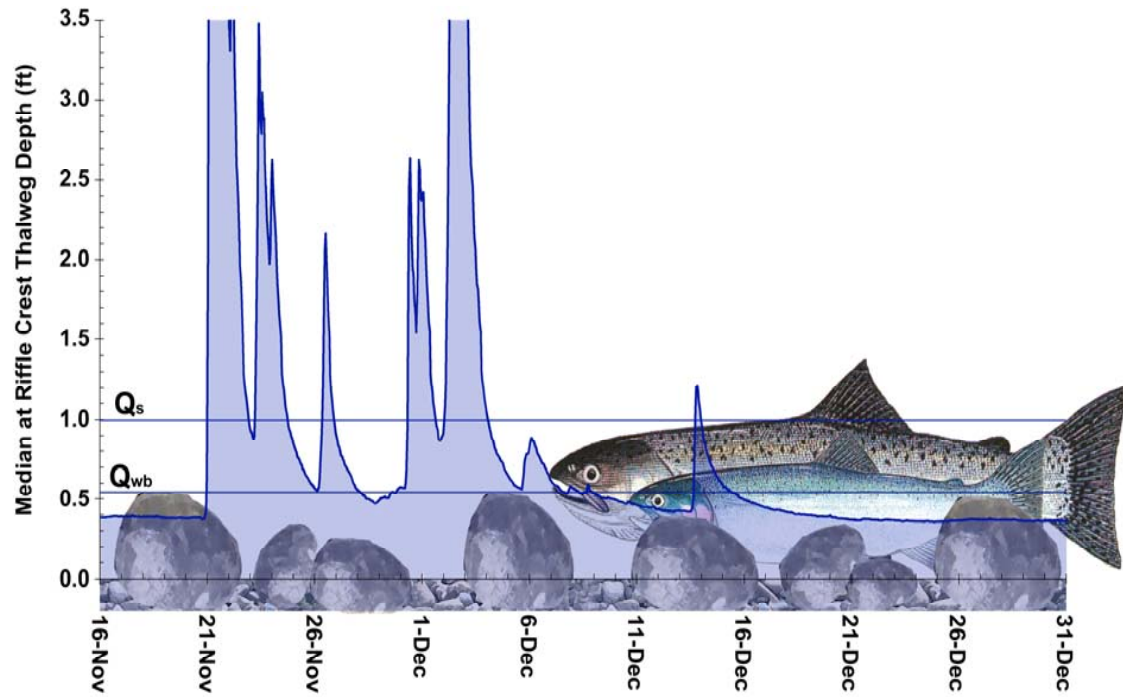 Median at Riffle Crest Thalweg Depth (ft)
3.5
3.0
2.5
2.0
1.5
1.0
0.5
0.0
Qs
Qwb
16-Nov
21-Nov
26-Nov
1-Dec
6-Dec
11-Dec
16-Dec
21-Dec
26-Dec
31-Dec